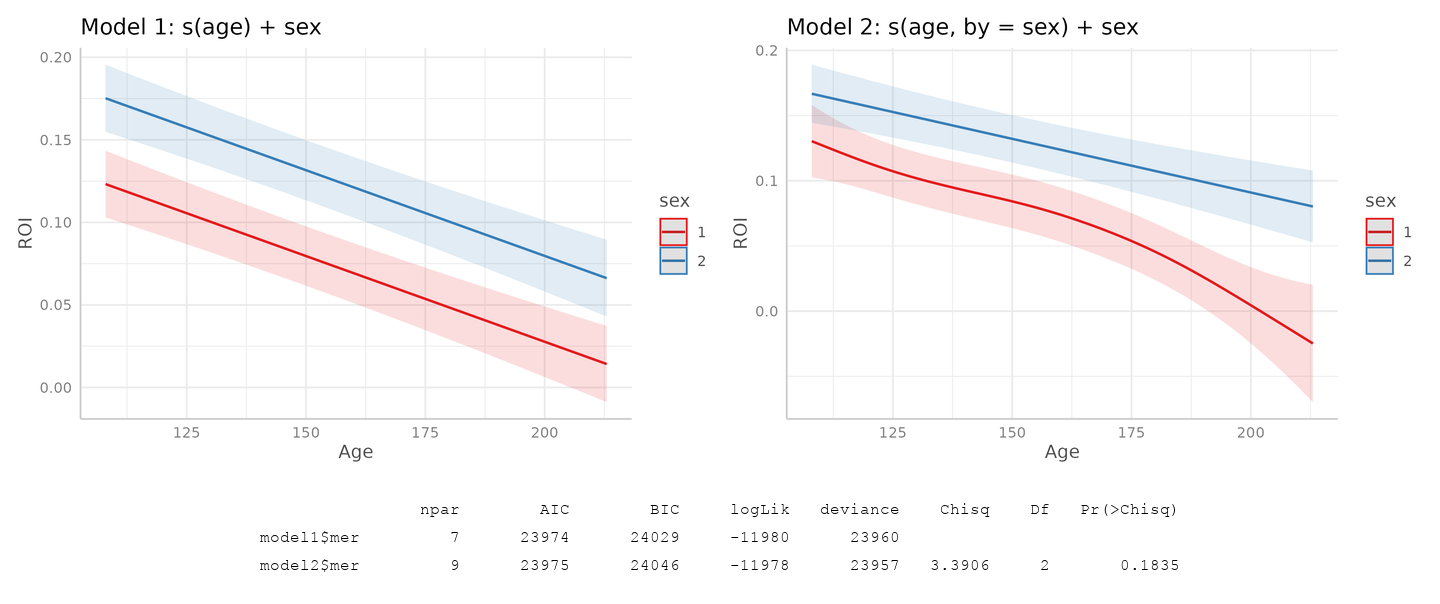 Model 1: s(age) + sex
0.20
0.15
0.10
0.05
0.00
ROI
125 150 175 200
Age
sex
1
2
Model 2: s(age, by = sex) + sex
0.2
0.1
0.0
ROI
125 150 175 200
Age
sex
1
2
npar AIC BIC logLik deviance Chisq Df Pr(>Chisq)
model1$mer 7 23974 24029 -11980 23960
model2$mer 9 23975 24046 -11978 23957 3.3906 2 0.1835